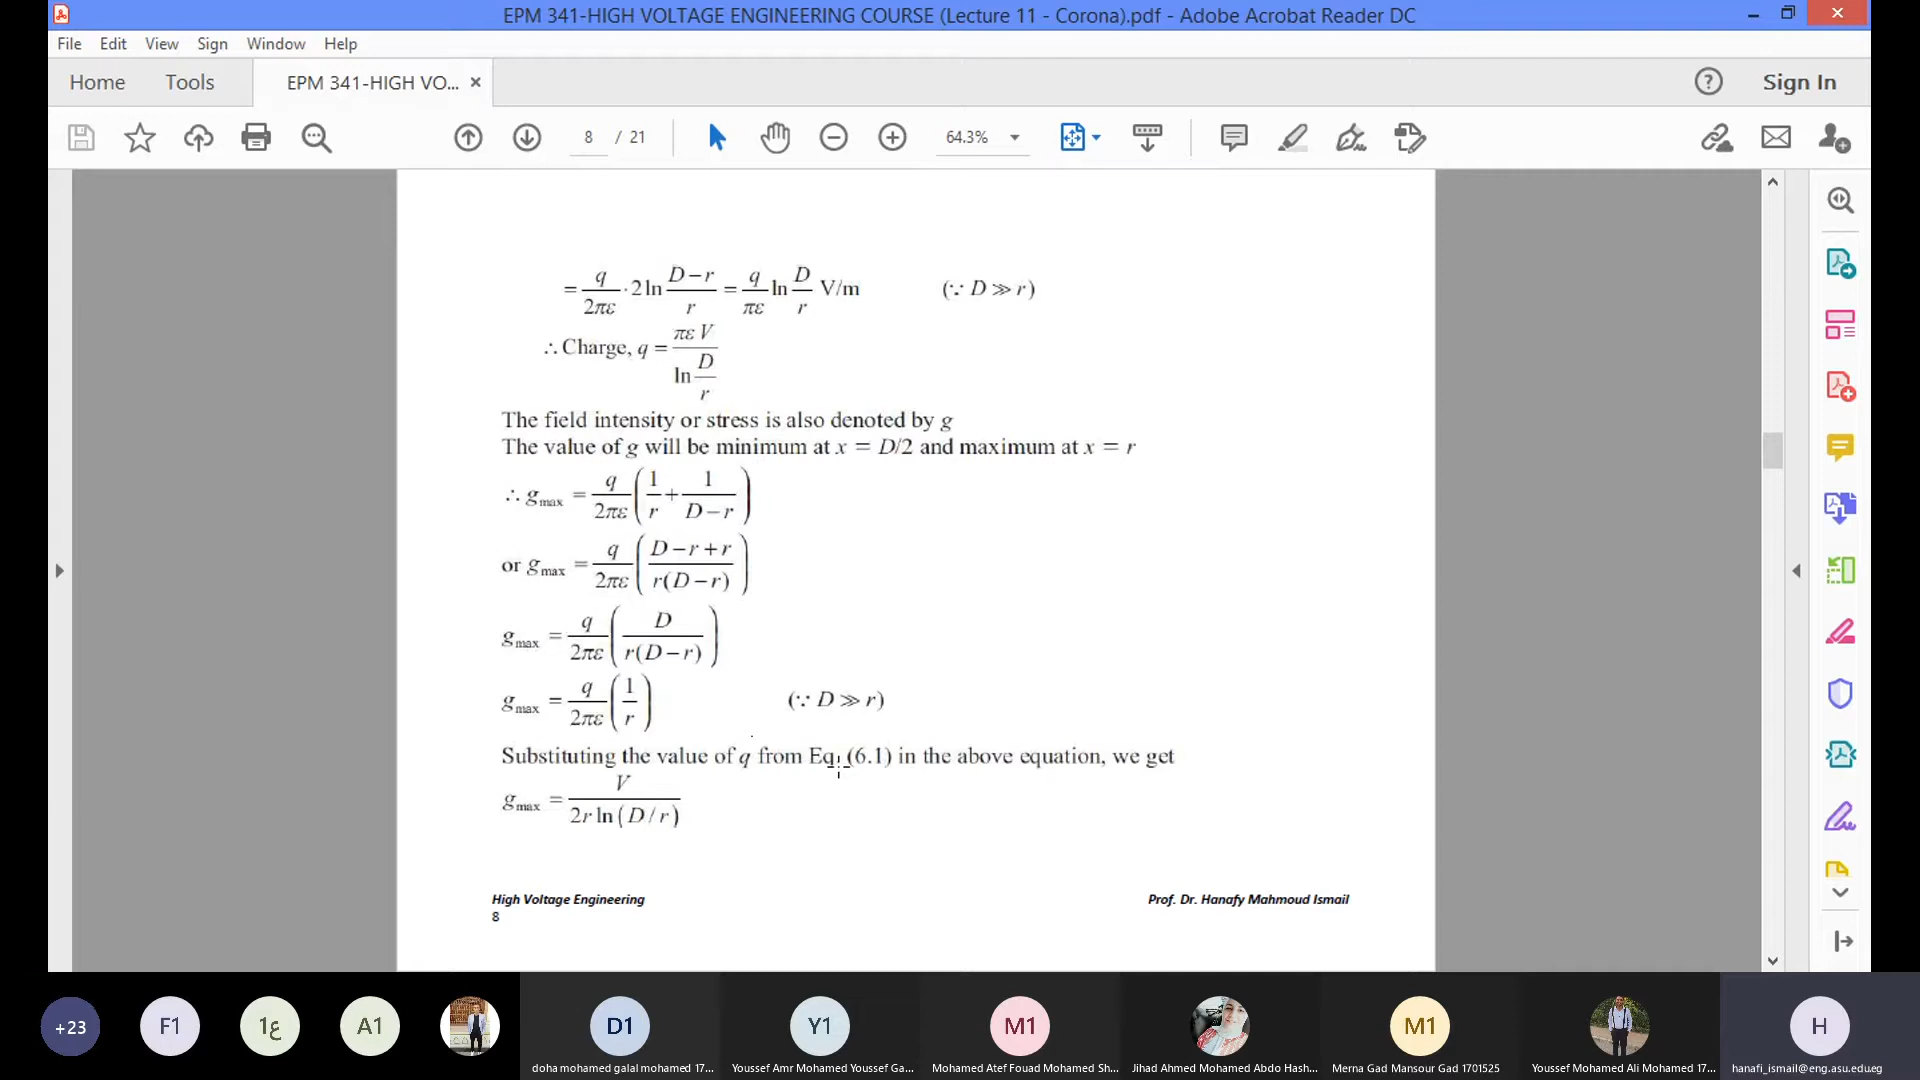 EPM 341-HIGH VOLTAGE ENGINEERING COURSE (Lecture 11 - Corona).pdf - Adobe Acrobat Reader DC
File Edit View Sign Window Help
Home Tools EPM 341-HIGH VO... × Sign In
8 / 21 64.3%
= q/2πε · 2 ln (D−r)/r = q/πε ln D/r V/m (∵ D ≫ r)
∴ Charge, q = πε V / ln D/r
The field intensity or stress is also denoted by g
The value of g will be minimum at x = D/2 and maximum at x = r
∴ gmax = q/2πε (1/r + 1/(D−r))
or gmax = q/2πε ((D−r+r)/(r(D−r)))
gmax = q/2πε (D/(r(D−r)))
gmax = q/2πε (1/r) (∵ D ≫ r)
Substituting the value of q from Eq. (6.1) in the above equation, we get
gmax = V / 2r ln(D/r)
High Voltage Engineering Prof. Dr. Hanafy Mahmoud Ismail
8
+23 F1 ع1 A1 D1 Y1 M1 M1 H
doha mohamed galal mohamed 17... Youssef Amr Mohamed Youssef Ga... Mohamed Atef Fouad Mohamed Sh... Jihad Ahmed Mohamed Abdo Hash... Merna Gad Mansour Gad 1701525 Youssef Mohamed Ali Mohamed 17... hanafi_ismail@eng.asu.edu.eg